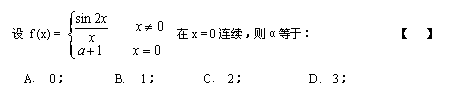 设 f(x) = { sin 2x / x  x ≠ 0
a+1  x = 0 在 x = 0 连续，则 α 等于： 【 】
A. 0； B. 1； C. 2； D. 3；